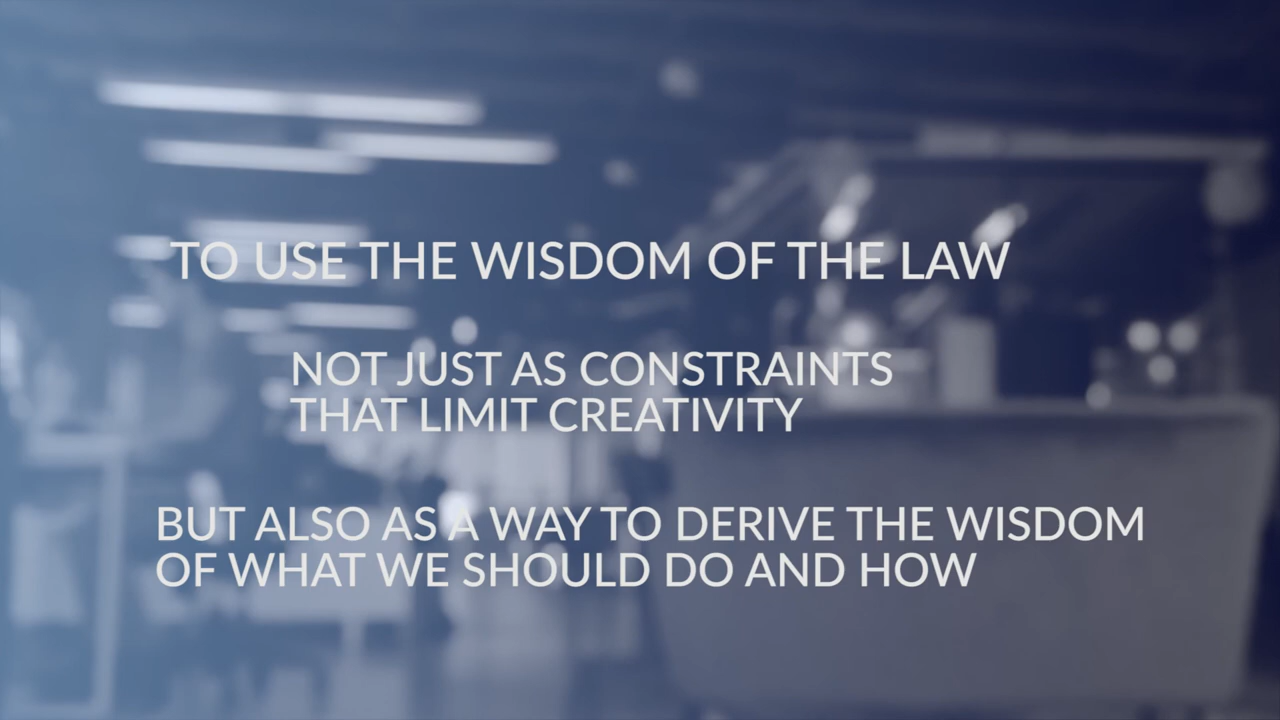 TO USE THE WISDOM OF THE LAW
NOT JUST AS CONSTRAINTS
THAT LIMIT CREATIVITY
BUT ALSO AS A WAY TO DERIVE THE WISDOM
OF WHAT WE SHOULD DO AND HOW